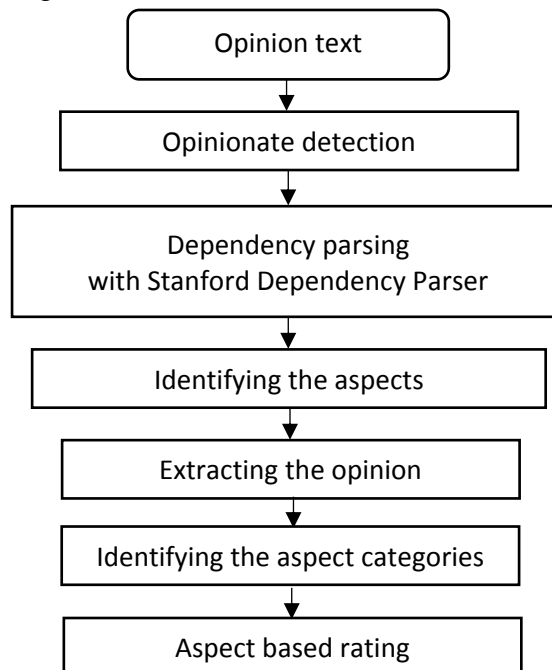 Opinion text
Opinionate detection
Dependency parsing
with Stanford Dependency Parser
Identifying the aspects
Extracting the opinion
Identifying the aspect categories
Aspect based rating